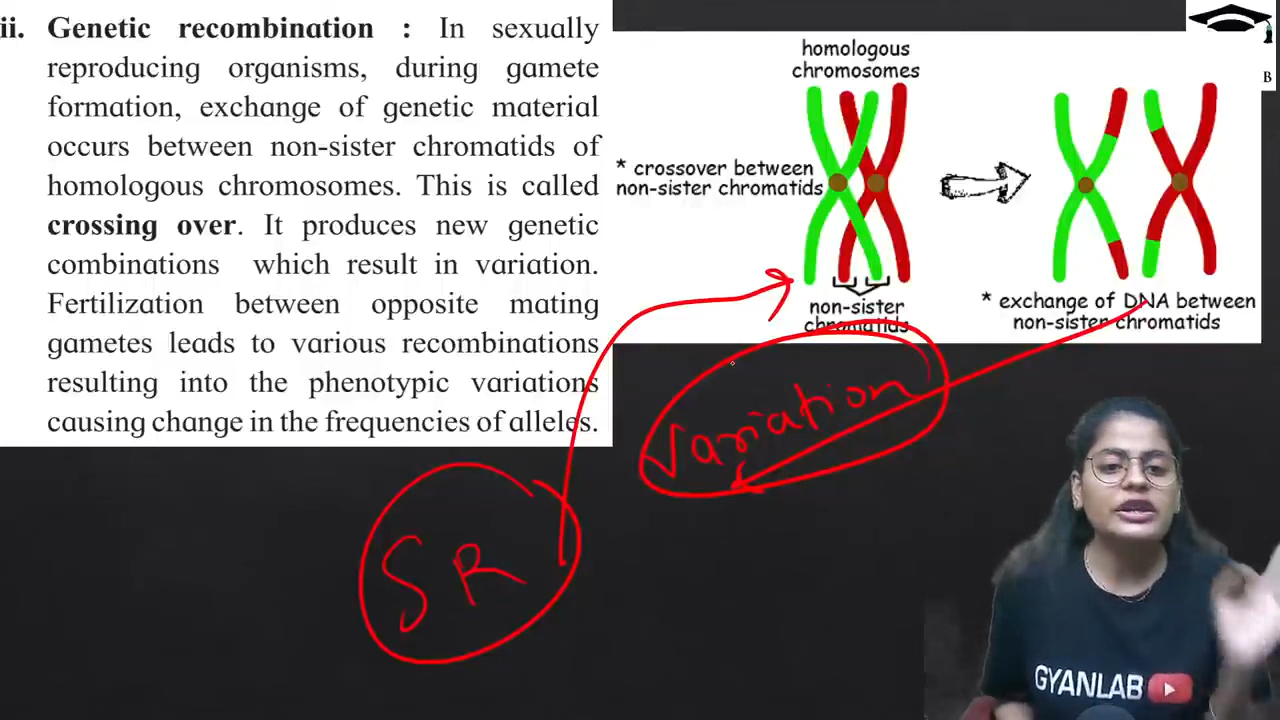 ii. Genetic recombination : In sexually
reproducing organisms, during gamete
formation, exchange of genetic material
occurs between non-sister chromatids of
homologous chromosomes. This is called
crossing over. It produces new genetic
combinations which result in variation.
Fertilization between opposite mating
gametes leads to various recombinations
resulting into the phenotypic variations
causing change in the frequencies of alleles.
homologous
chromosomes
* crossover between
non-sister chromatids
non-sister
chromatids
* exchange of DNA between
non-sister chromatids
B
Variation
SR
GYANLAB